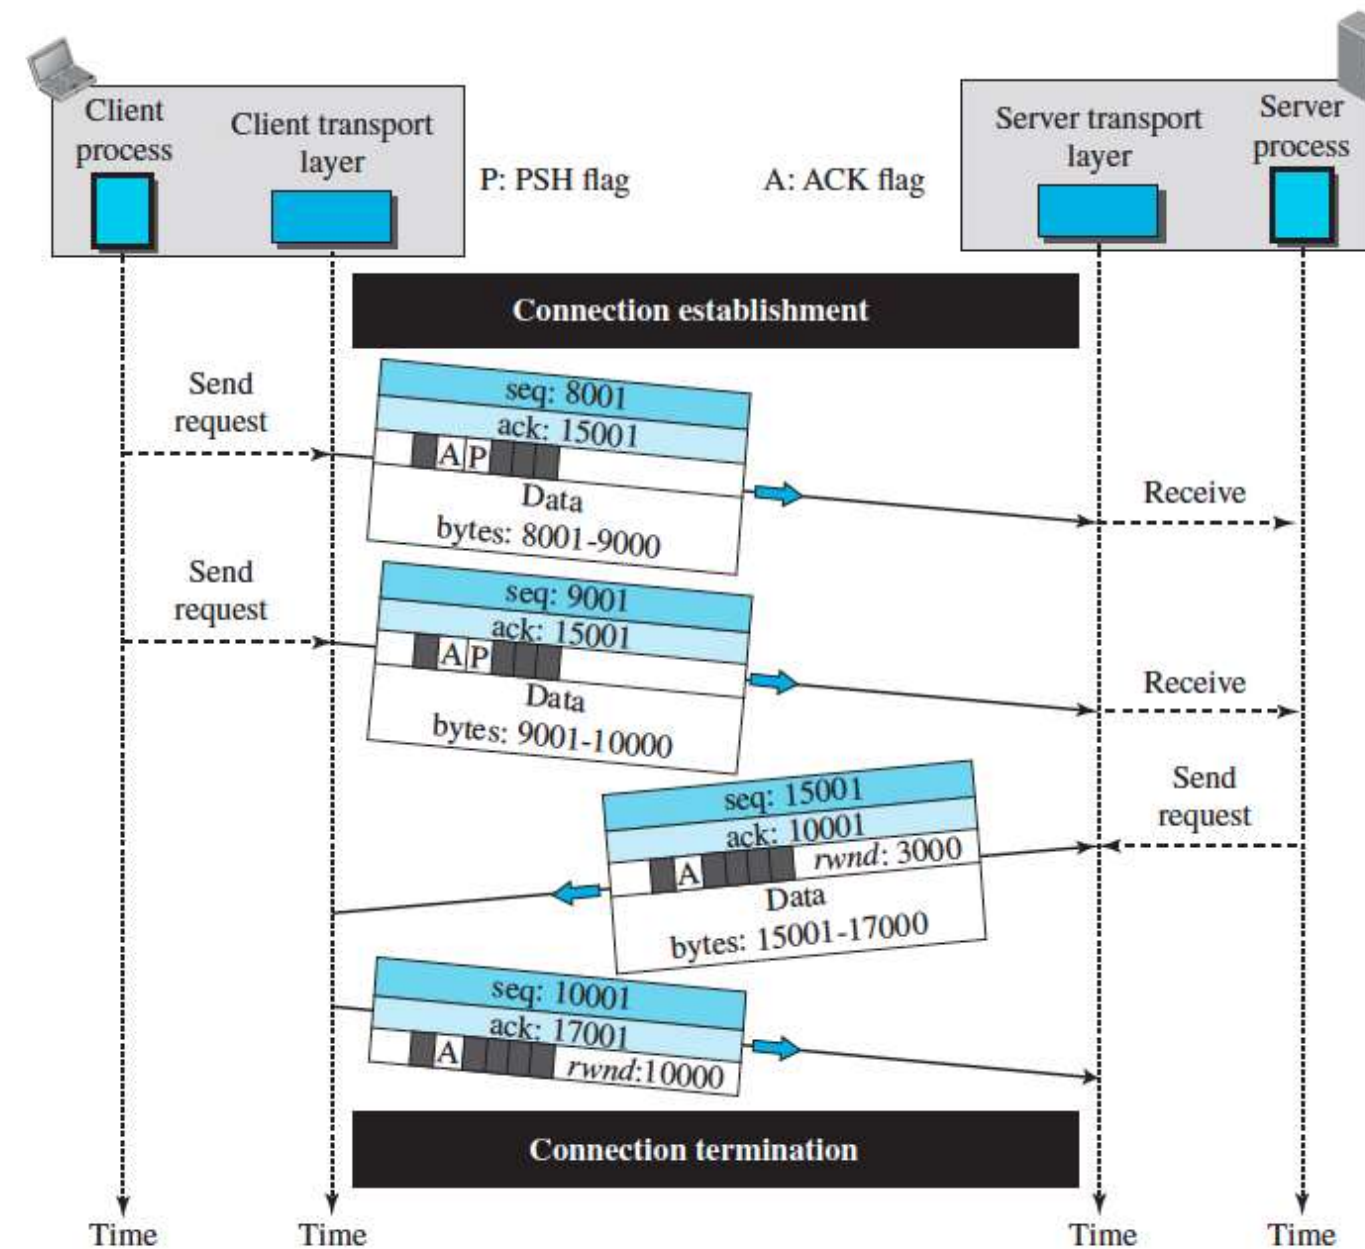 Client
process
Client transport
layer
P: PSH flag
A: ACK flag
Server transport
layer
Server
process
Connection establishment
Send
request
seq: 8001
ack: 15001
A P
Data
bytes: 8001-9000
Receive
Send
request
seq: 9001
ack: 15001
A P
Data
bytes: 9001-10000
Receive
Send
request
seq: 15001
ack: 10001
A rwnd: 3000
Data
bytes: 15001-17000
seq: 10001
ack: 17001
A rwnd:10000
Connection termination
Time
Time
Time
Time